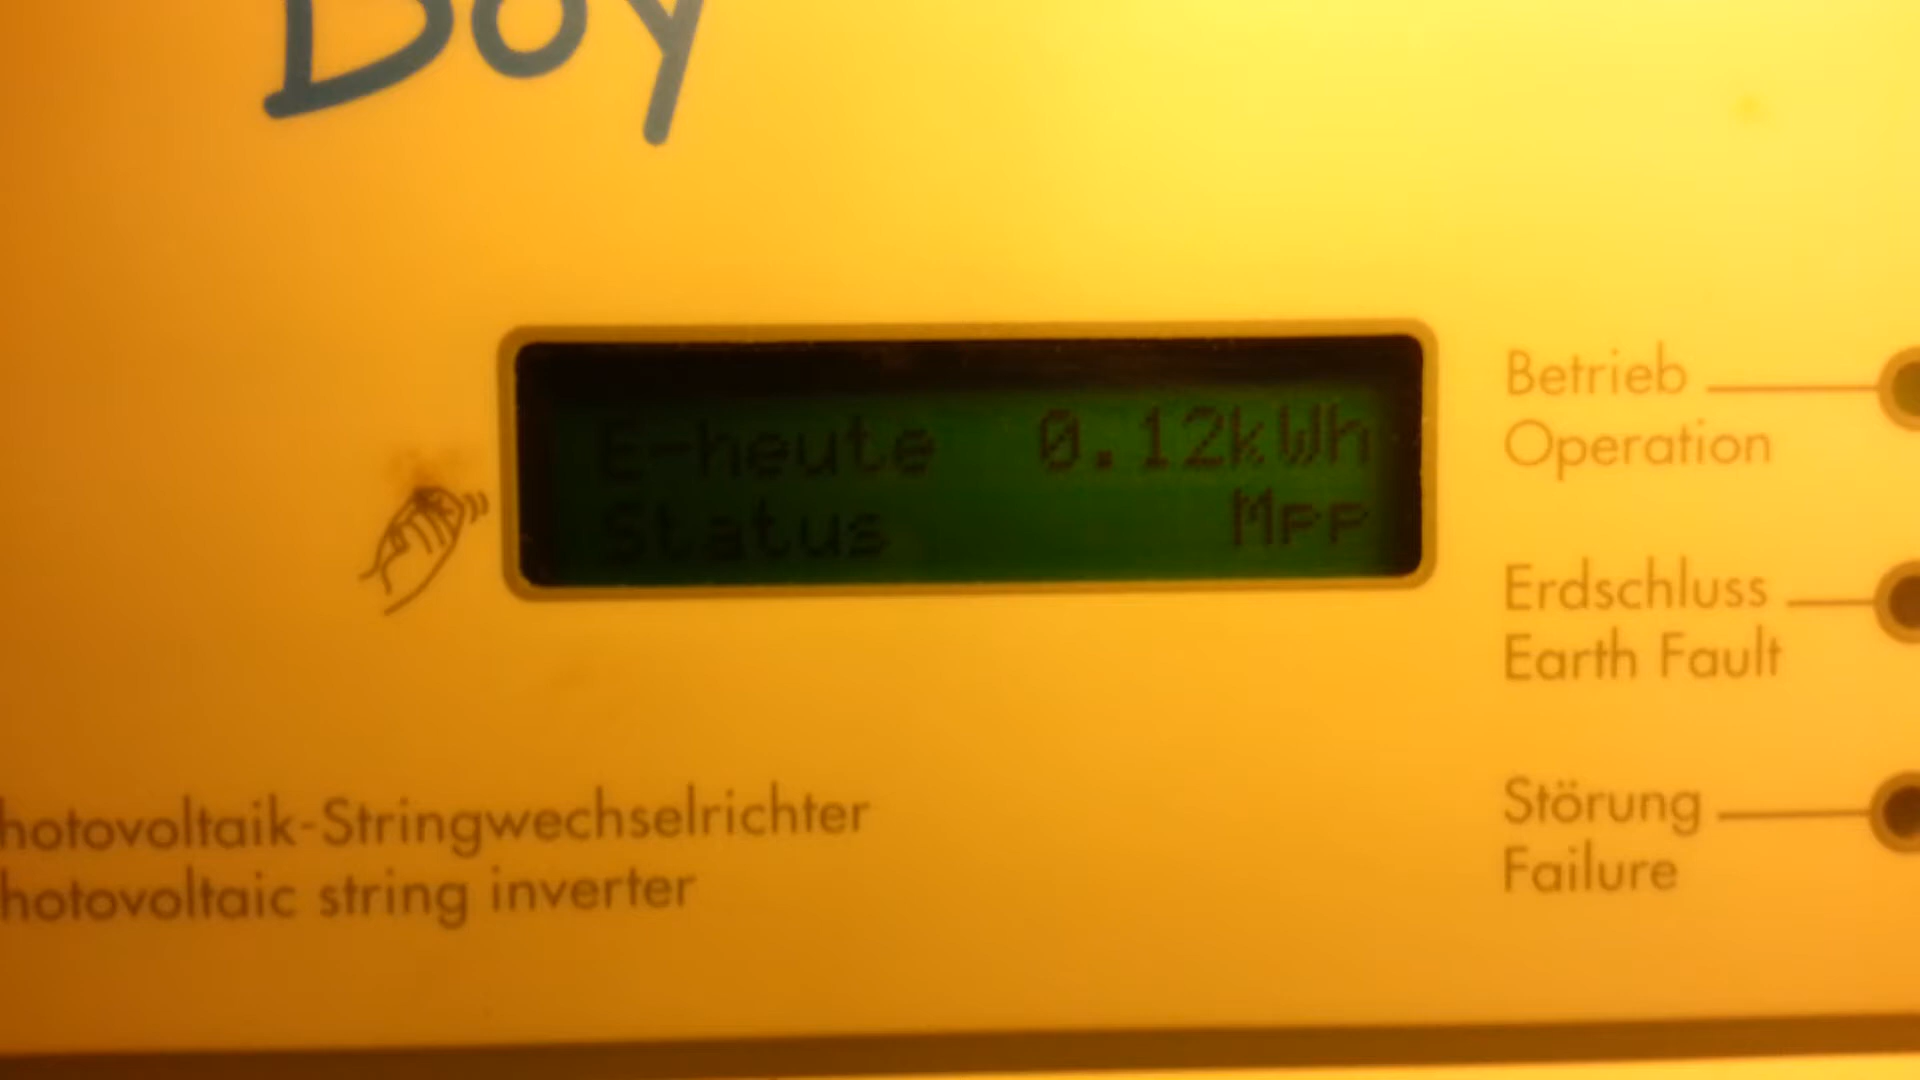 Boy
E-heute 0.12kWh
Status Mpp
Betrieb
Operation
Erdschluss
Earth Fault
Störung
Failure
hotovoltaik-Stringwechselrichter
hotovoltaic string inverter